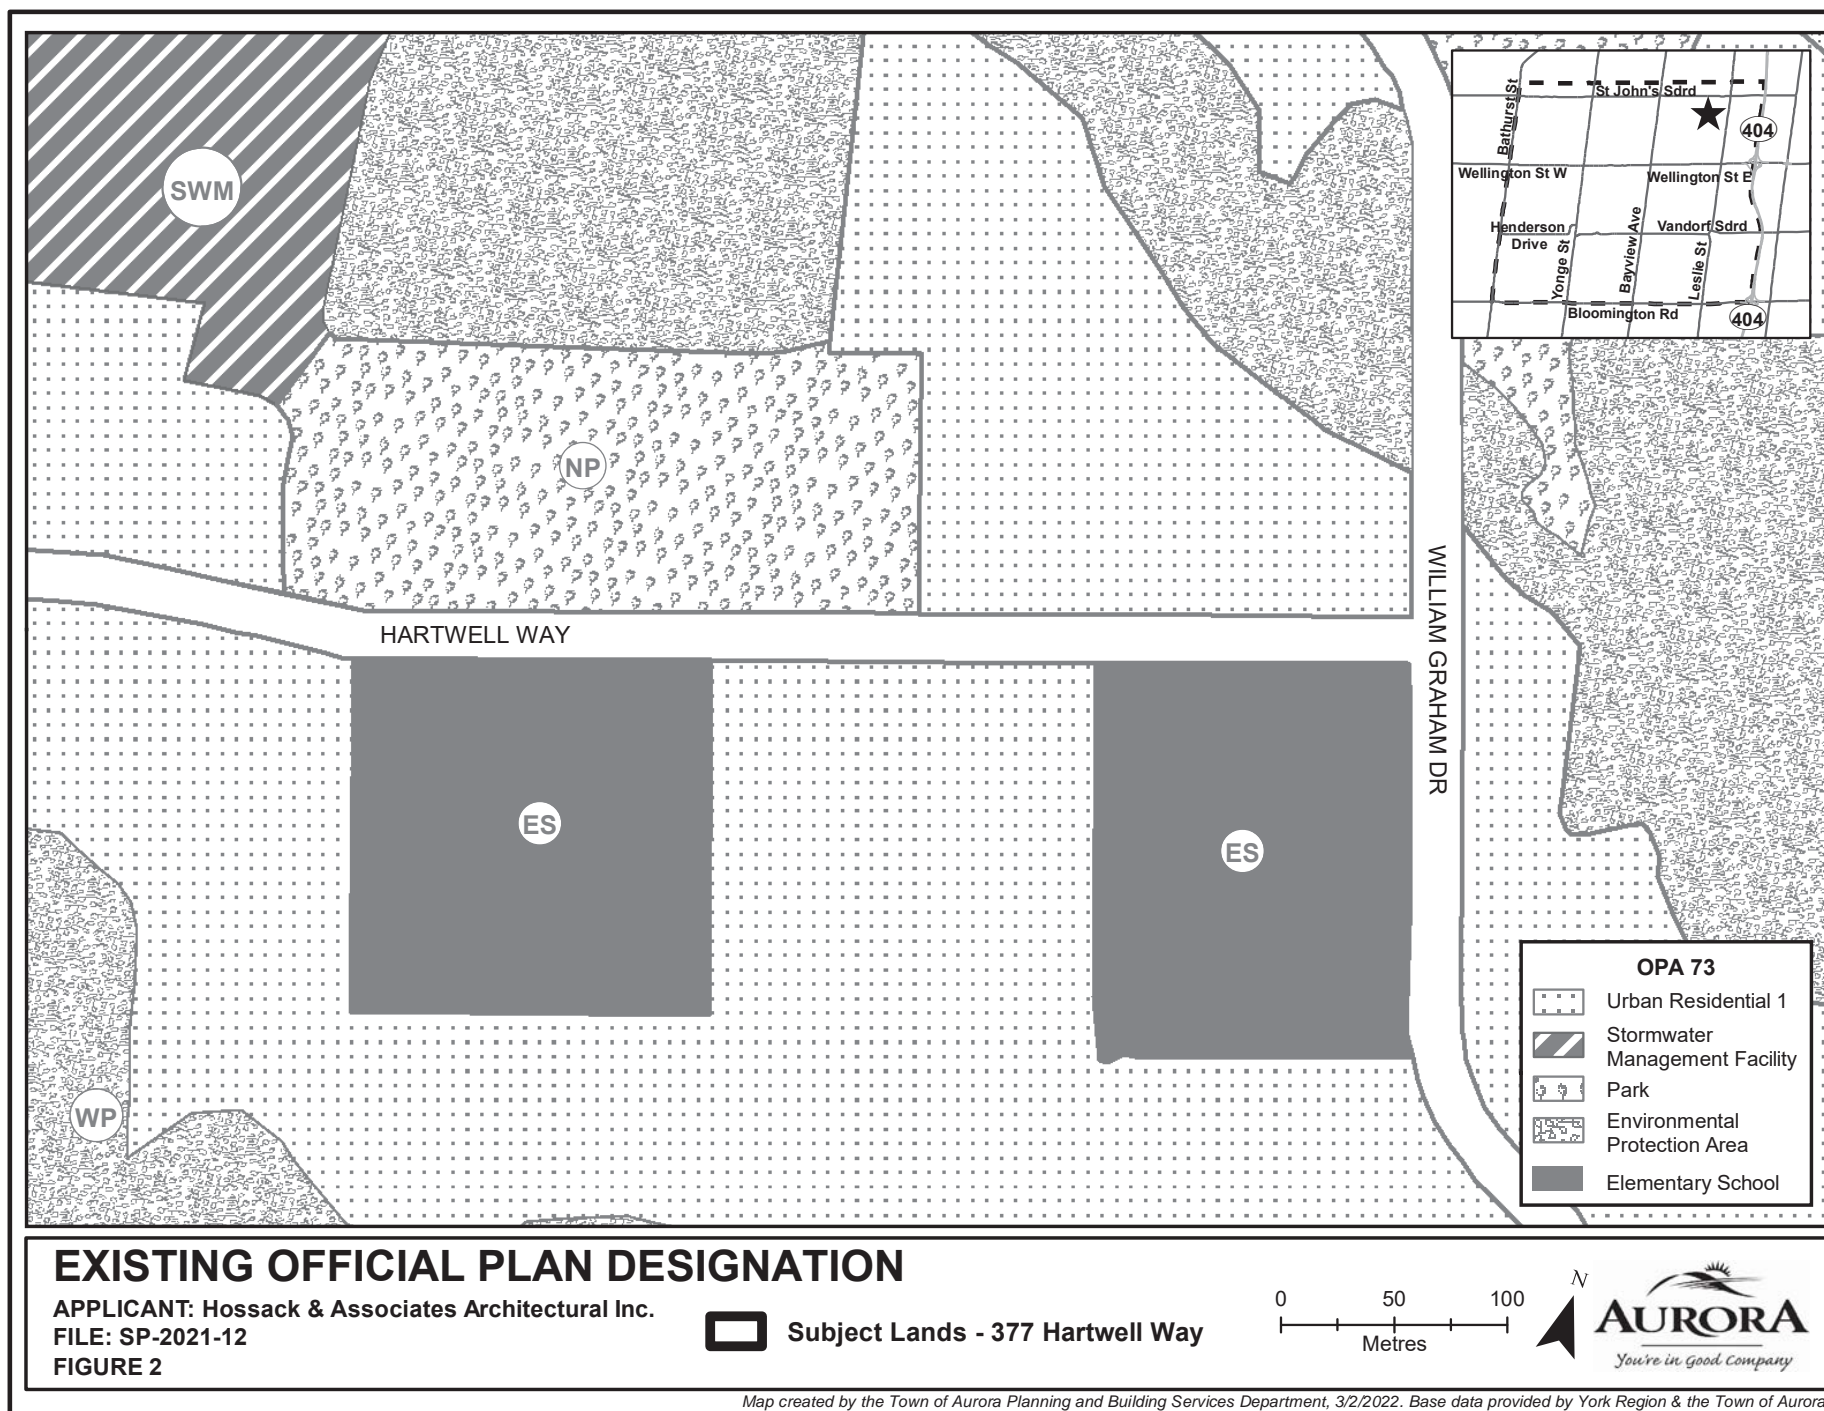 SWM
NP
HARTWELL WAY
WILLIAM GRAHAM DR
ES
ES
WP
Bathurst St
St John's Sdrd
404
Wellington St W
Wellington St E
Henderson
Drive
Yonge St
Bayview Ave
Vandorf Sdrd
Leslie St
Bloomington Rd
404
OPA 73
Urban Residential 1
Stormwater
Management Facility
Park
Environmental
Protection Area
Elementary School
EXISTING OFFICIAL PLAN DESIGNATION
APPLICANT: Hossack & Associates Architectural Inc.
FILE: SP-2021-12
FIGURE 2
Subject Lands - 377 Hartwell Way
0 50 100
Metres
N
AURORA
You're in Good Company
Map created by the Town of Aurora Planning and Building Services Department, 3/2/2022. Base data provided by York Region & the Town of Aurora